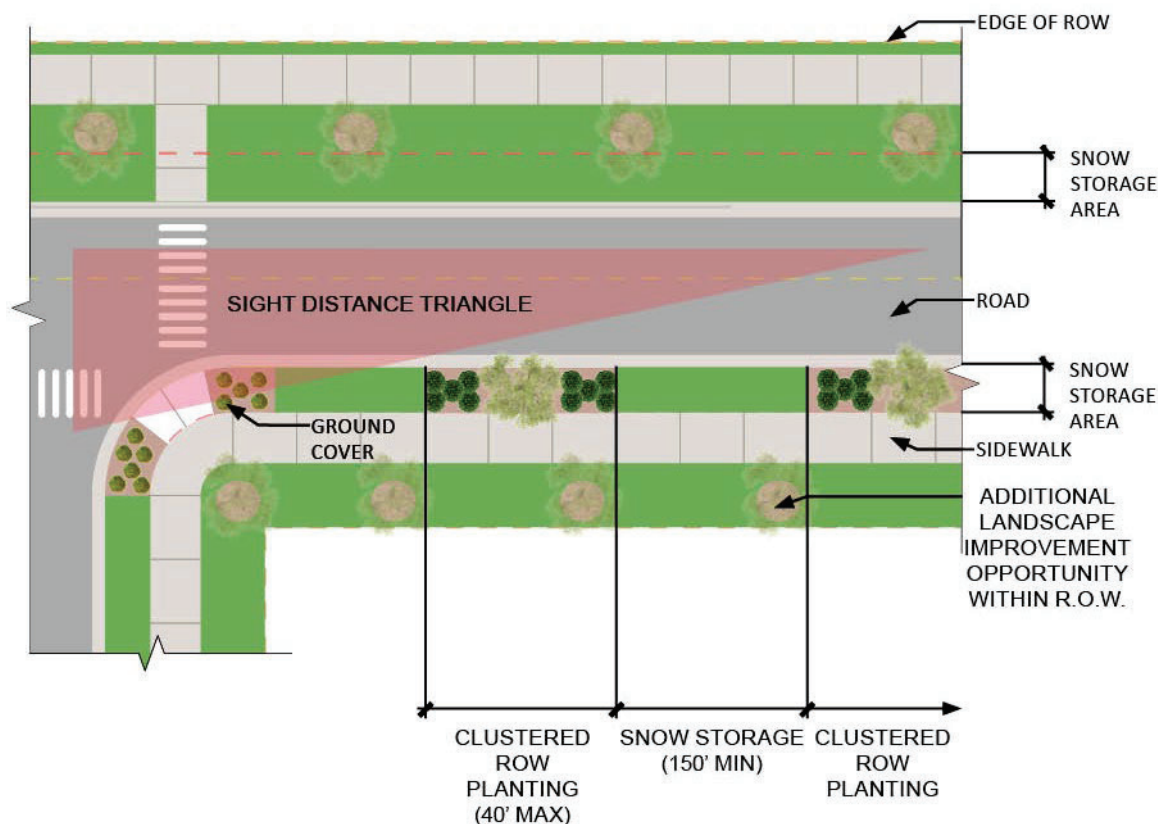 EDGE OF ROW
SNOW
STORAGE
AREA
SIGHT DISTANCE TRIANGLE
ROAD
SNOW
STORAGE
AREA
GROUND
COVER
SIDEWALK
ADDITIONAL
LANDSCAPE
IMPROVEMENT
OPPORTUNITY
WITHIN R.O.W.
CLUSTERED
ROW
PLANTING
(40' MAX)
SNOW STORAGE
(150' MIN)
CLUSTERED
ROW
PLANTING